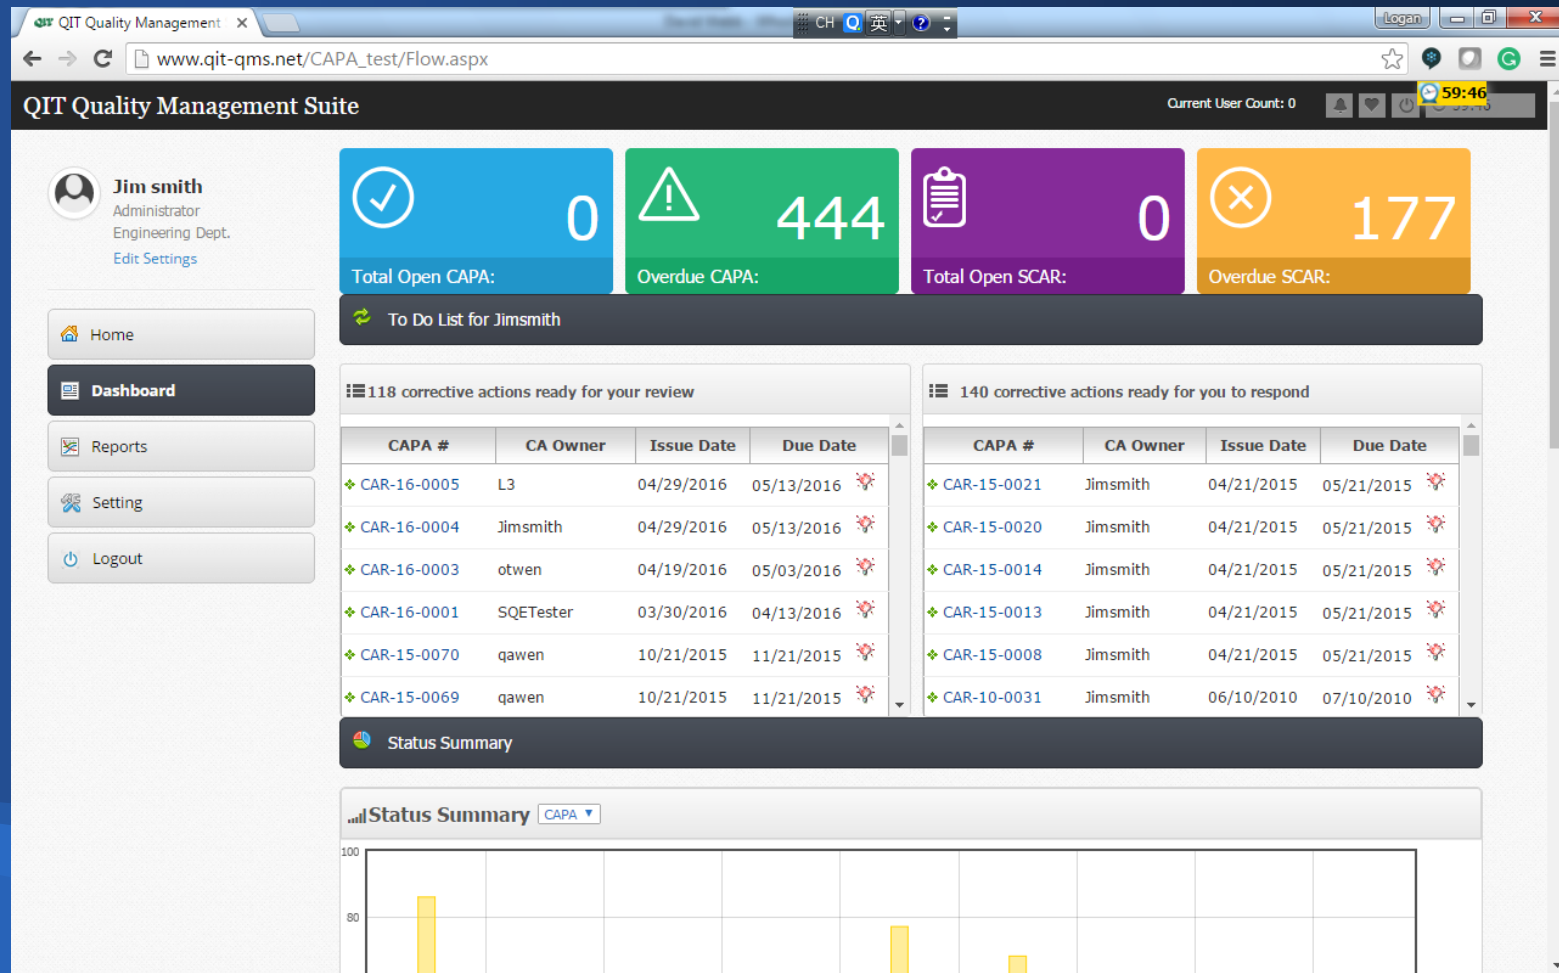 QIT QIT Quality Management
CH Q 英
Logan
www.qit-qms.net/CAPA_test/Flow.aspx
QIT Quality Management Suite
Current User Count: 0
59:46
Jim smith
Administrator
Engineering Dept.
Edit Settings
0
Total Open CAPA:
444
Overdue CAPA:
0
Total Open SCAR:
177
Overdue SCAR:
To Do List for Jimsmith
Home
Dashboard
Reports
Setting
Logout
118 corrective actions ready for your review
CAPA # CA Owner Issue Date Due Date
CAR-16-0005 L3 04/29/2016 05/13/2016
CAR-16-0004 Jimsmith 04/29/2016 05/13/2016
CAR-16-0003 otwen 04/19/2016 05/03/2016
CAR-16-0001 SQETester 03/30/2016 04/13/2016
CAR-15-0070 qawen 10/21/2015 11/21/2015
CAR-15-0069 qawen 10/21/2015 11/21/2015
140 corrective actions ready for you to respond
CAPA # CA Owner Issue Date Due Date
CAR-15-0021 Jimsmith 04/21/2015 05/21/2015
CAR-15-0020 Jimsmith 04/21/2015 05/21/2015
CAR-15-0014 Jimsmith 04/21/2015 05/21/2015
CAR-15-0013 Jimsmith 04/21/2015 05/21/2015
CAR-15-0008 Jimsmith 04/21/2015 05/21/2015
CAR-10-0031 Jimsmith 06/10/2010 07/10/2010
Status Summary
Status Summary CAPA
100
80